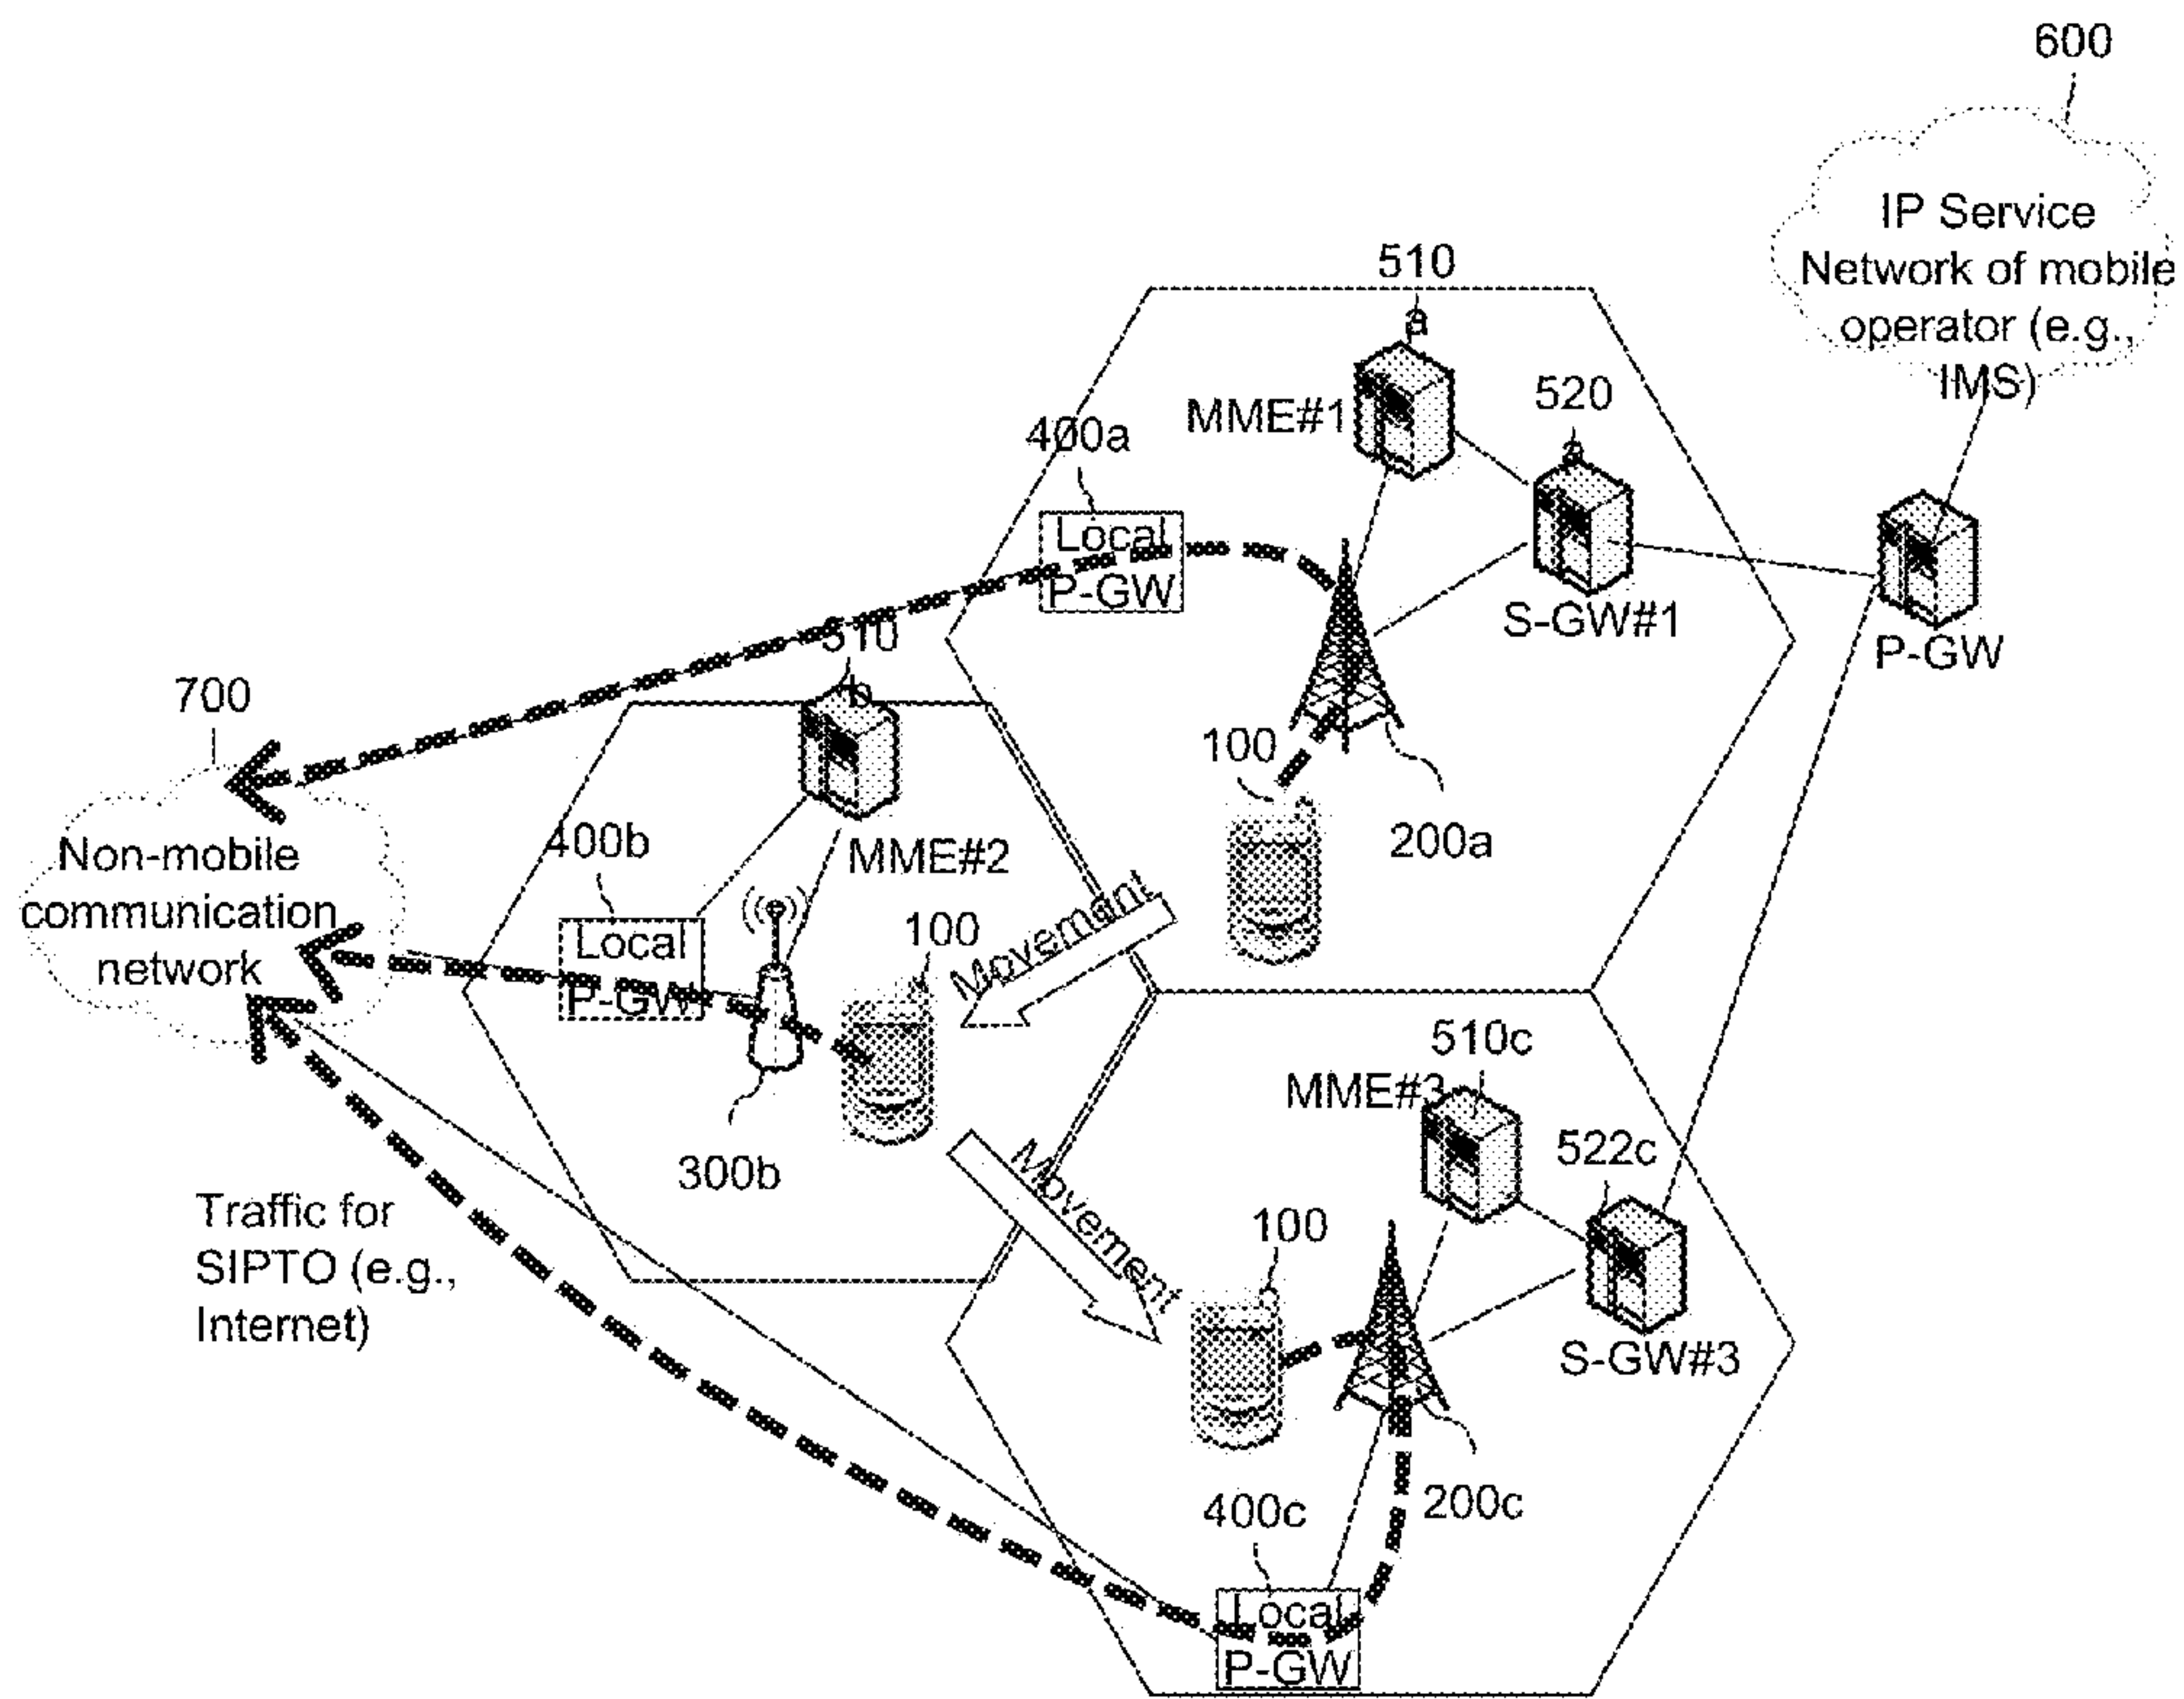 600
IP Service
Network of mobile
operator (e.g.,
IMS)
510
a
MME#1
520
a
400a
Local
P-GW
S-GW#1
P-GW
510
b
700
100
200a
Non-mobile
communication
network
400b
MME#2
Local
P-GW
100
Movement
300b
510c
MME#3
522c
Movement
Traffic for
SIPTO (e.g.,
Internet)
100
S-GW#3
400c
200c
Local
P-GW